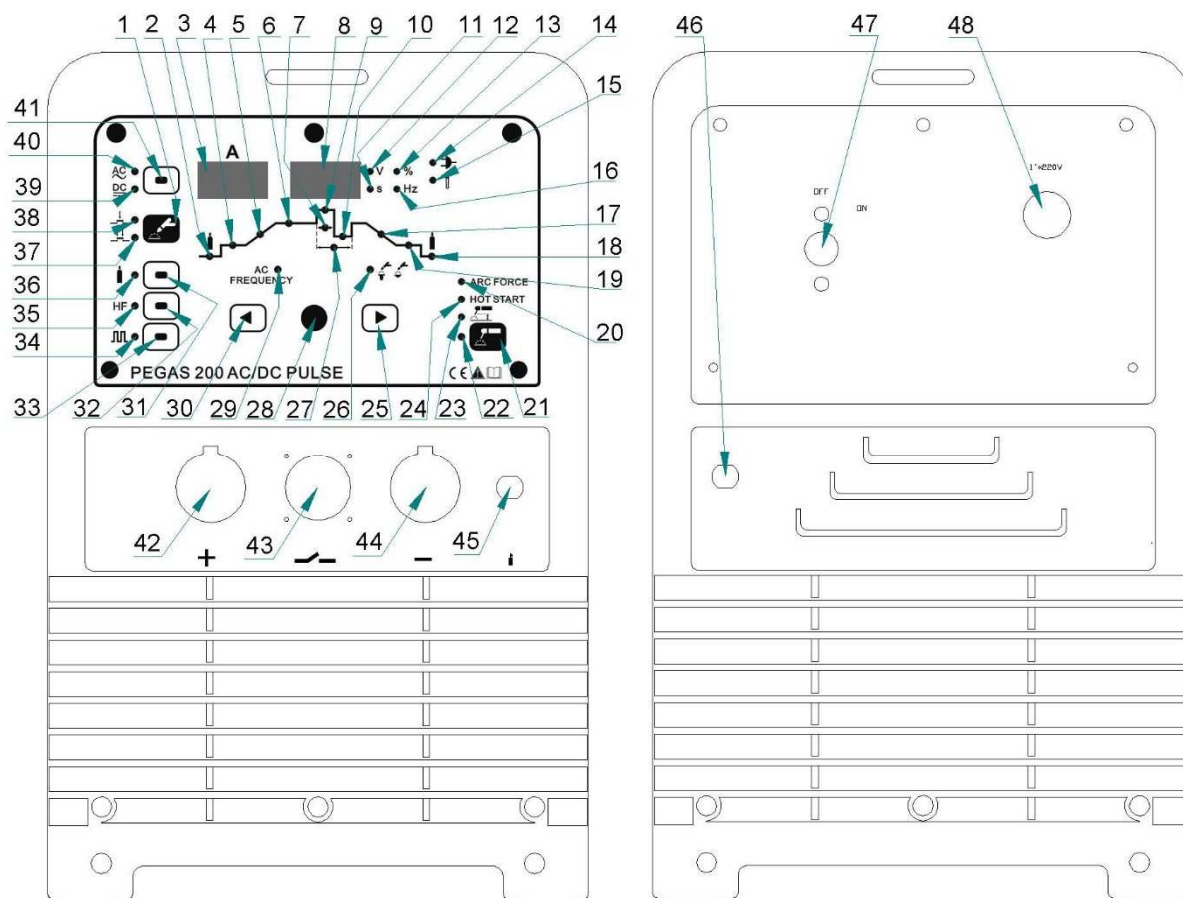 1 2 3 4 5 6 7 8 9 10 11 12 13 14
15
16
17
18
19
20
41
40
39
38
37
36
35
34
33 32 31 30 29 28 27 26 25 24 23 22 21
A
AC
DC
V %
s Hz
HF
AC
FREQUENCY
ARC FORCE
HOT START
PEGAS 200 AC/DC PULSE
CE
42 43 44 45
+ −
46 47 48
1~220V
OFF
ON